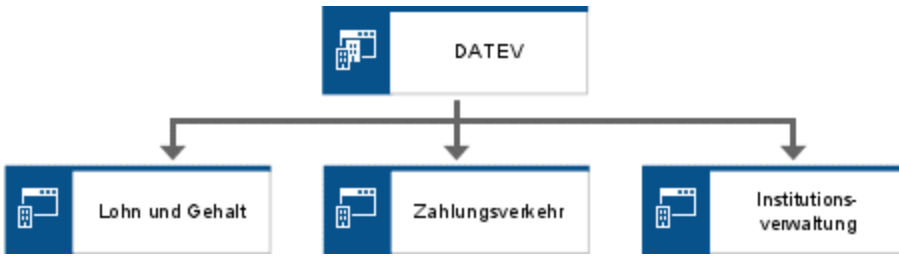 DATEV
Lohn und Gehalt
Zahlungsverkehr
Institutions-
verwaltung